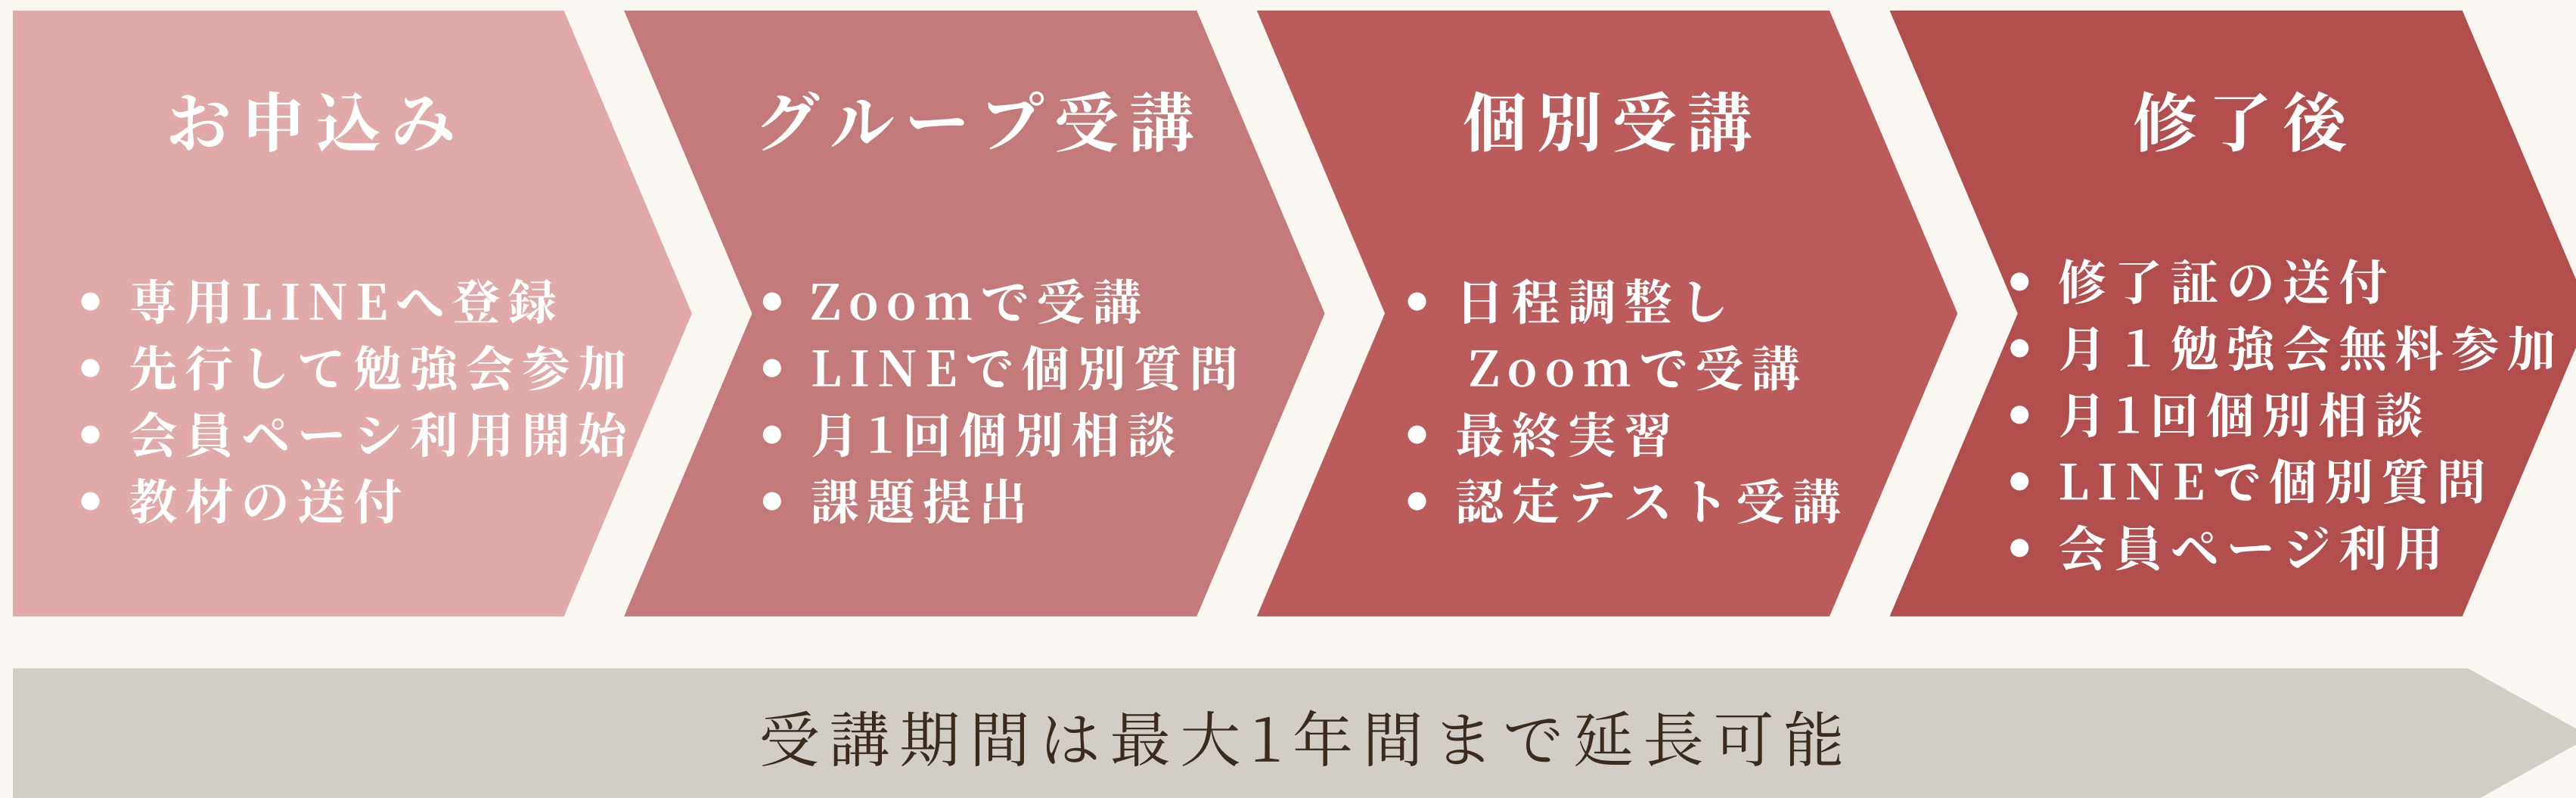 お申込み
• 専用LINEへ登録
• 先行して勉強会参加
• 会員ページ利用開始
• 教材の送付
グループ受講
• Zoomで受講
• LINEで個別質問
• 月1回個別相談
• 課題提出
個別受講
• 日程調整し
Zoomで受講
• 最終実習
• 認定テスト受講
修了後
• 修了証の送付
• 月１勉強会無料参加
• 月1回個別相談
• LINEで個別質問
• 会員ページ利用
受講期間は最大1年間まで延長可能